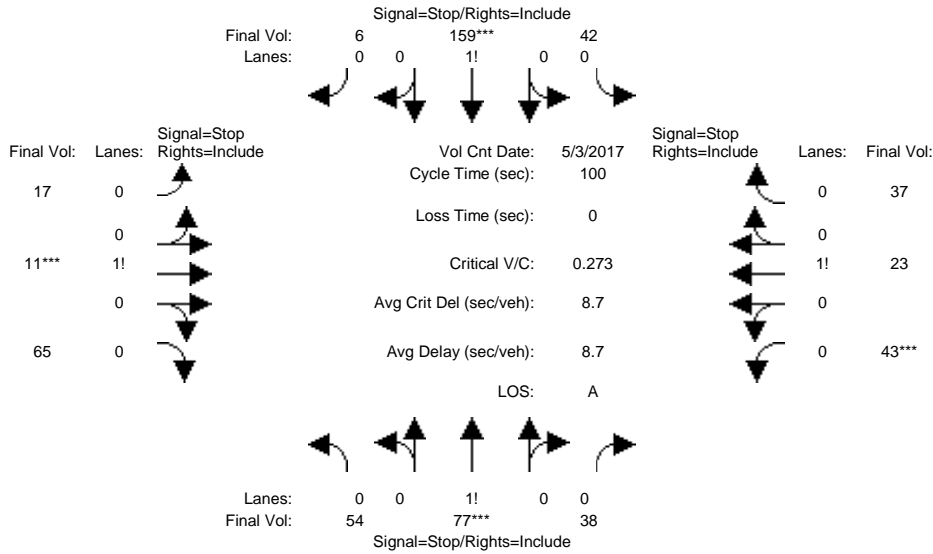 Signal=Stop/Rights=Include
Final Vol: 6 159*** 42
Lanes: 0 0 1! 0 0
Signal=Stop Signal=Stop
Final Vol: Lanes: Rights=Include Vol Cnt Date: 5/3/2017 Rights=Include Lanes: Final Vol:
Cycle Time (sec): 100
17 0 0 37
Loss Time (sec): 0
0 0
11*** 1! Critical V/C: 0.273 1! 23
0 Avg Crit Del (sec/veh): 8.7 0
65 0 Avg Delay (sec/veh): 8.7 0 43***
LOS: A
Lanes: 0 0 1! 0 0
Final Vol: 54 77*** 38
Signal=Stop/Rights=Include